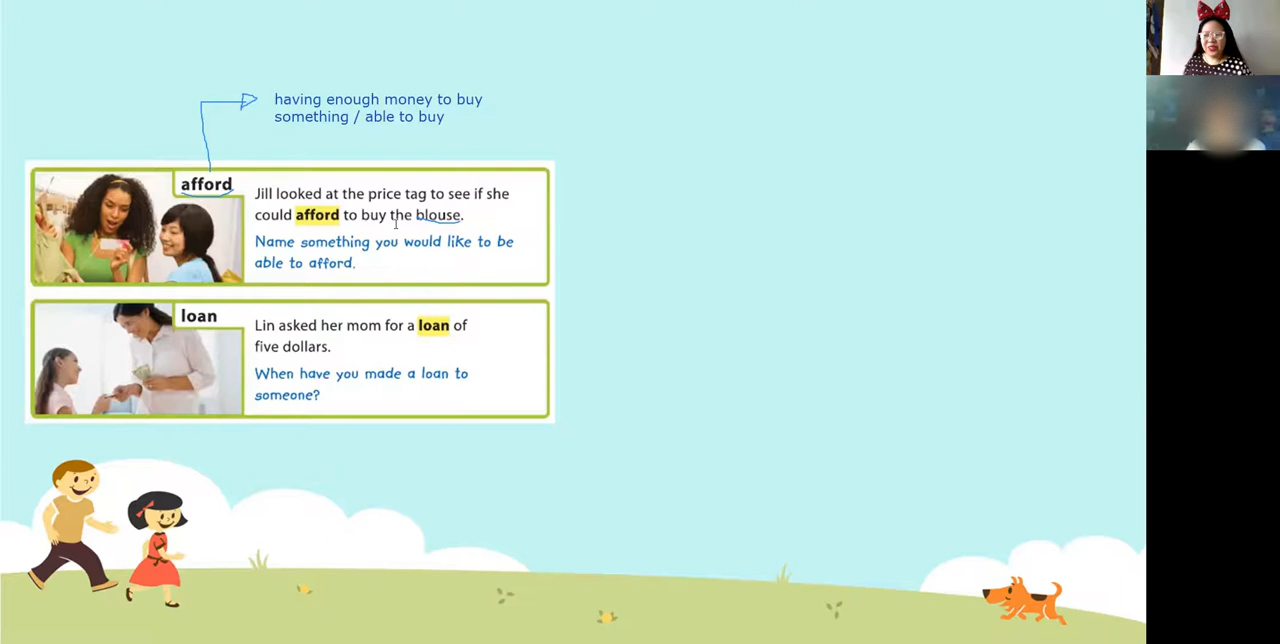 having enough money to buy
something / able to buy
afford
Jill looked at the price tag to see if she
could afford to buy the blouse.
Name something you would like to be
able to afford.
loan
Lin asked her mom for a loan of
five dollars.
When have you made a loan to
someone?